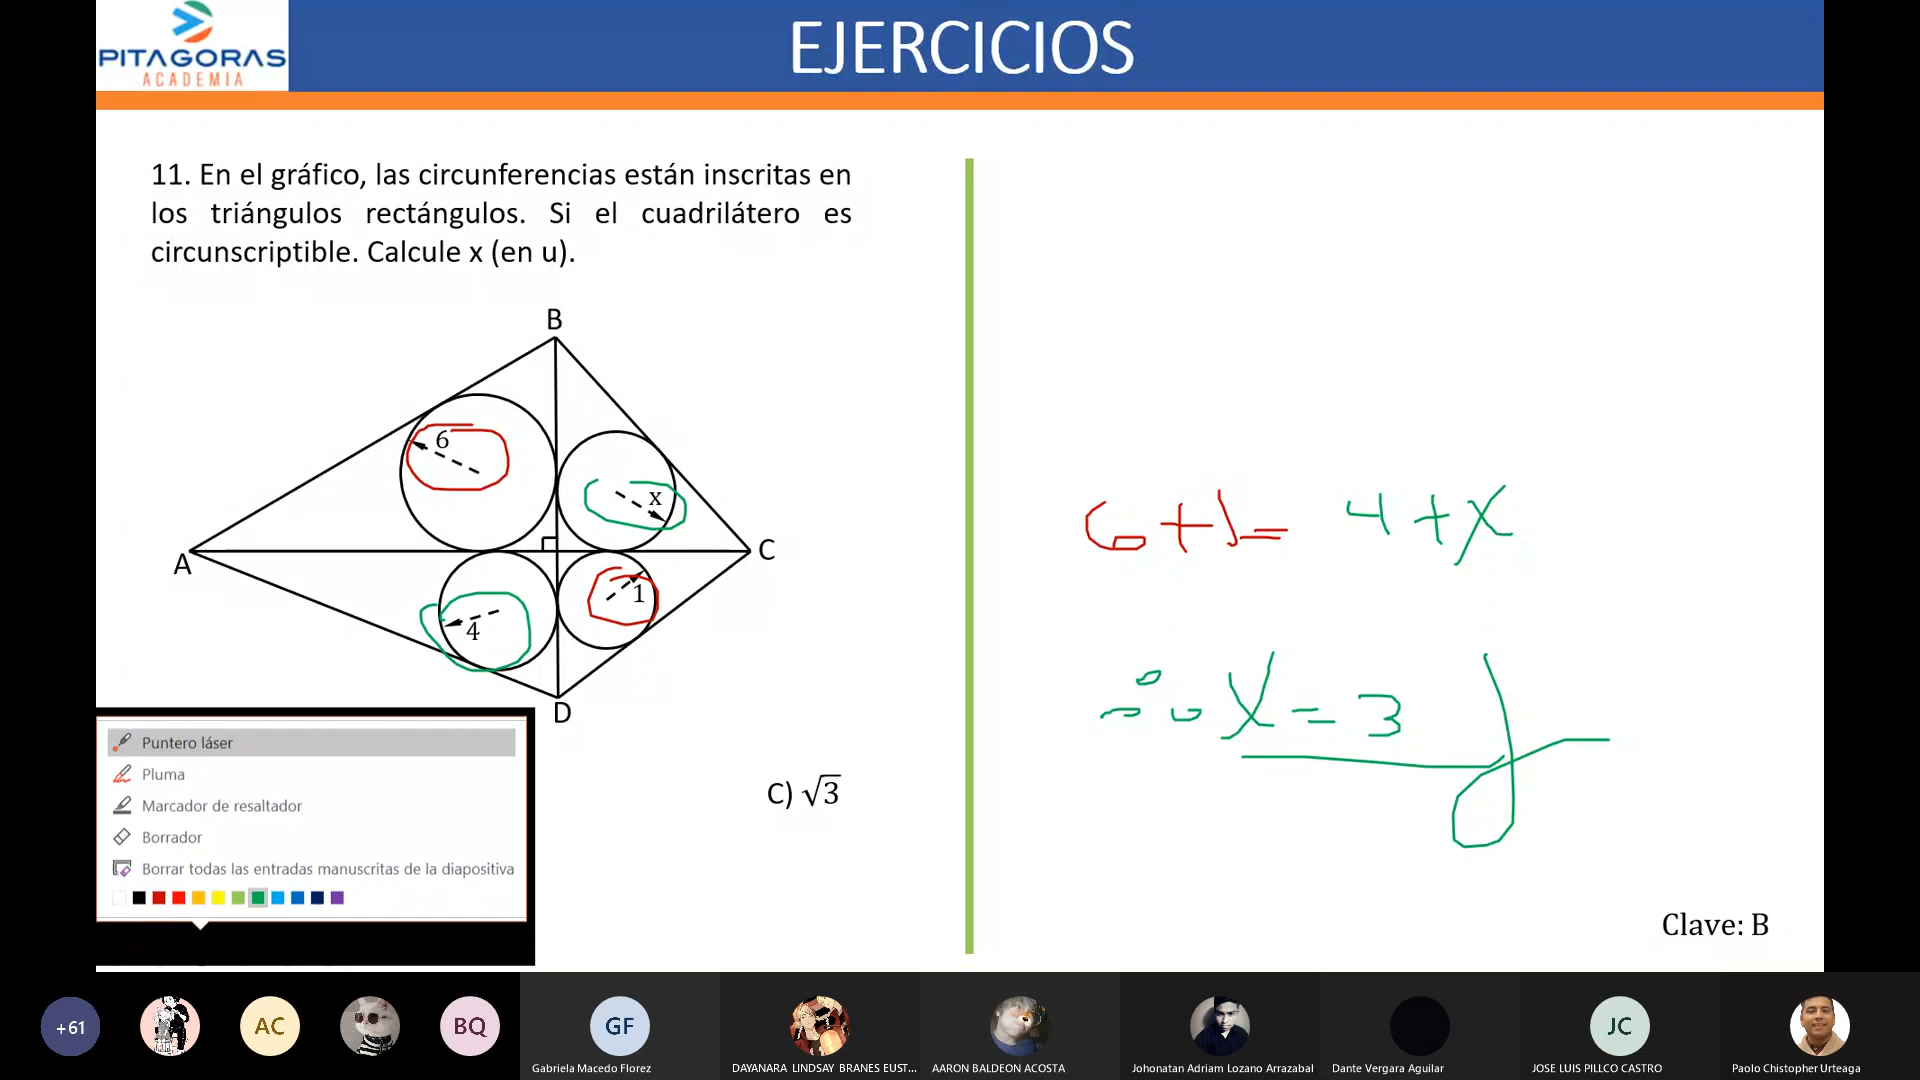 PITAGORAS
ACADEMIA
EJERCICIOS
11. En el gráfico, las circunferencias están inscritas en
los triángulos rectángulos. Si el cuadrilátero es
circunscriptible. Calcule x (en u).
B
6
x
A
C
1
4
D
6+1= 4+x
∴ x = 3
Puntero láser
Pluma
Marcador de resaltador
Borrador
Borrar todas las entradas manuscritas de la diapositiva
C) √3
Clave: B
+61
AC
BQ
GF
JC
Gabriela Macedo Florez
DAYANARA LINDSAY BRANES EUST...
AARON BALDEON ACOSTA
Johonatan Adriam Lozano Arrazabal
Dante Vergara Aguilar
JOSE LUIS PILLCO CASTRO
Paolo Chistopher Urteaga